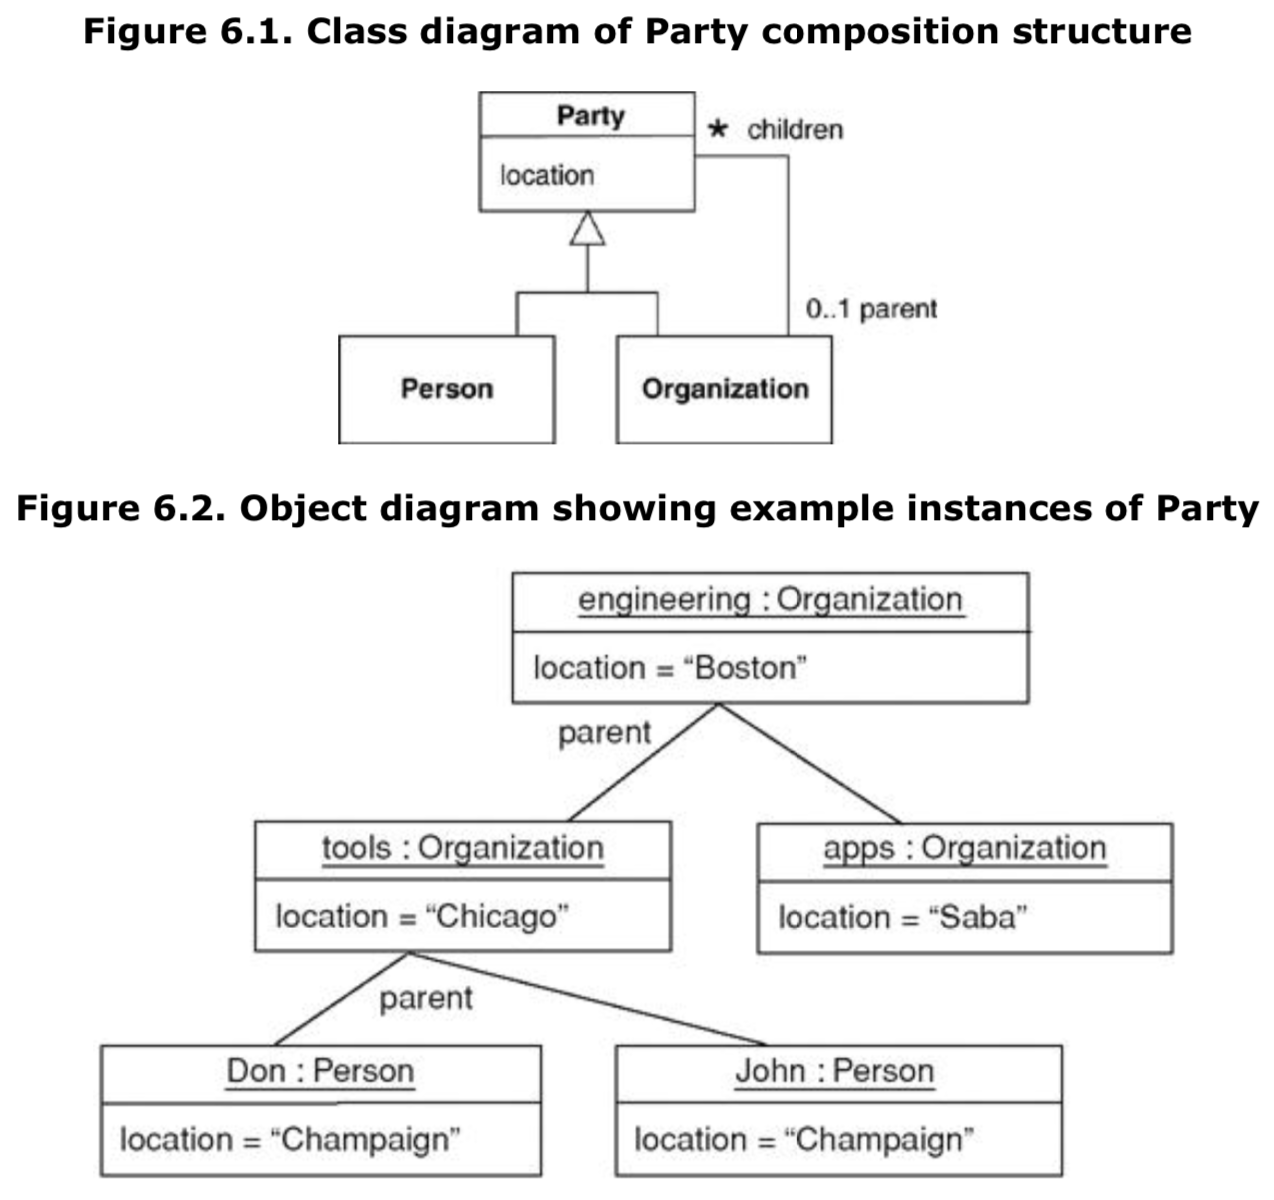 Figure 6.1. Class diagram of Party composition structure
Party
* children
location
0..1 parent
Person
Organization
Figure 6.2. Object diagram showing example instances of Party
engineering : Organization
location = “Boston”
parent
tools : Organization
location = “Chicago”
apps : Organization
location = “Saba”
parent
Don : Person
location = “Champaign”
John : Person
location = “Champaign”